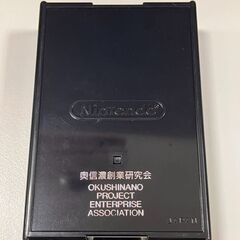 Nintendo®
奥信濃創業研究会
OKUSHINANO
PROJECT
ENTERPRISE
ASSOCIATION